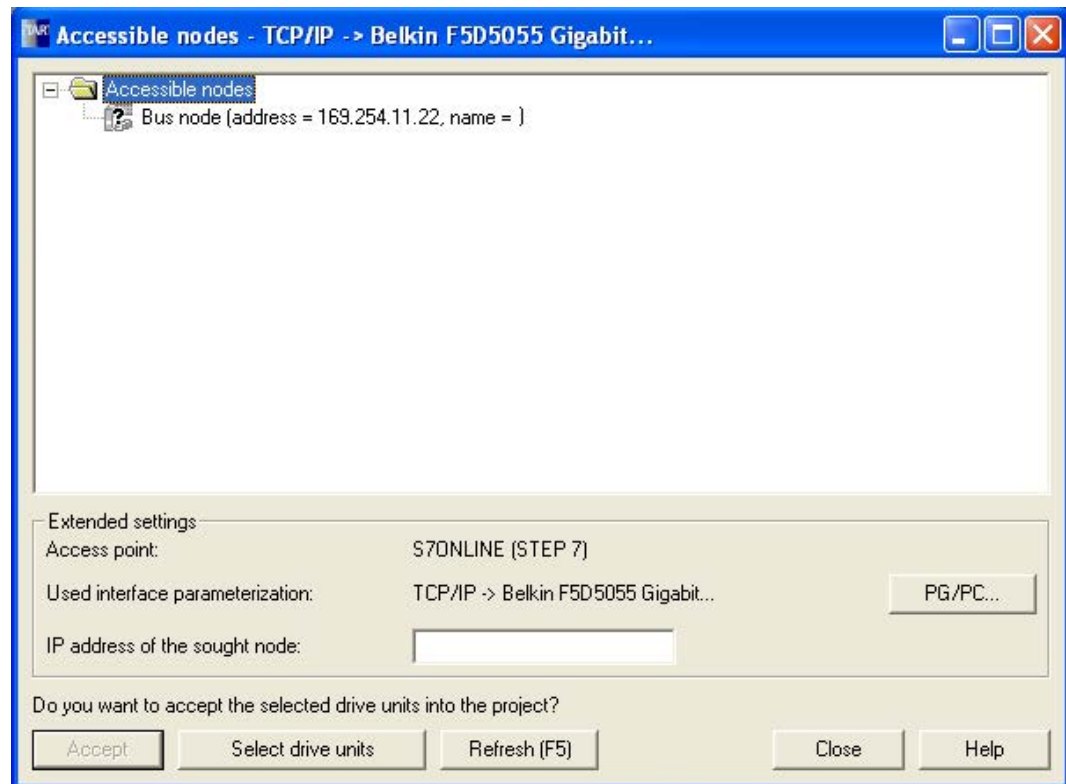 Accessible nodes - TCP/IP -> Belkin F5D5055 Gigabit...
Accessible nodes
Bus node (address = 169.254.11.22, name = )
Extended settings
Access point: S7ONLINE (STEP 7)
Used interface parameterization: TCP/IP -> Belkin F5D5055 Gigabit... PG/PC...
IP address of the sought node:
Do you want to accept the selected drive units into the project?
Accept Select drive units Refresh (F5) Close Help